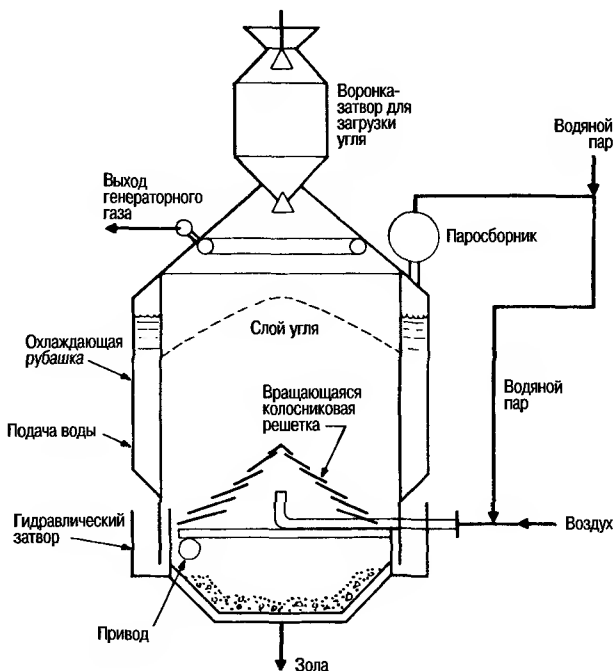 Воронка-
затвор для
загрузки
угля
Водяной
пар
Выход
генераторного
газа
Паросборник
Слой угля
Охлаждающая
рубашка
Водяной
пар
Вращающаяся
колосниковая
решетка
Подача воды
Гидравлический
затвор
Воздух
Привод
Зола